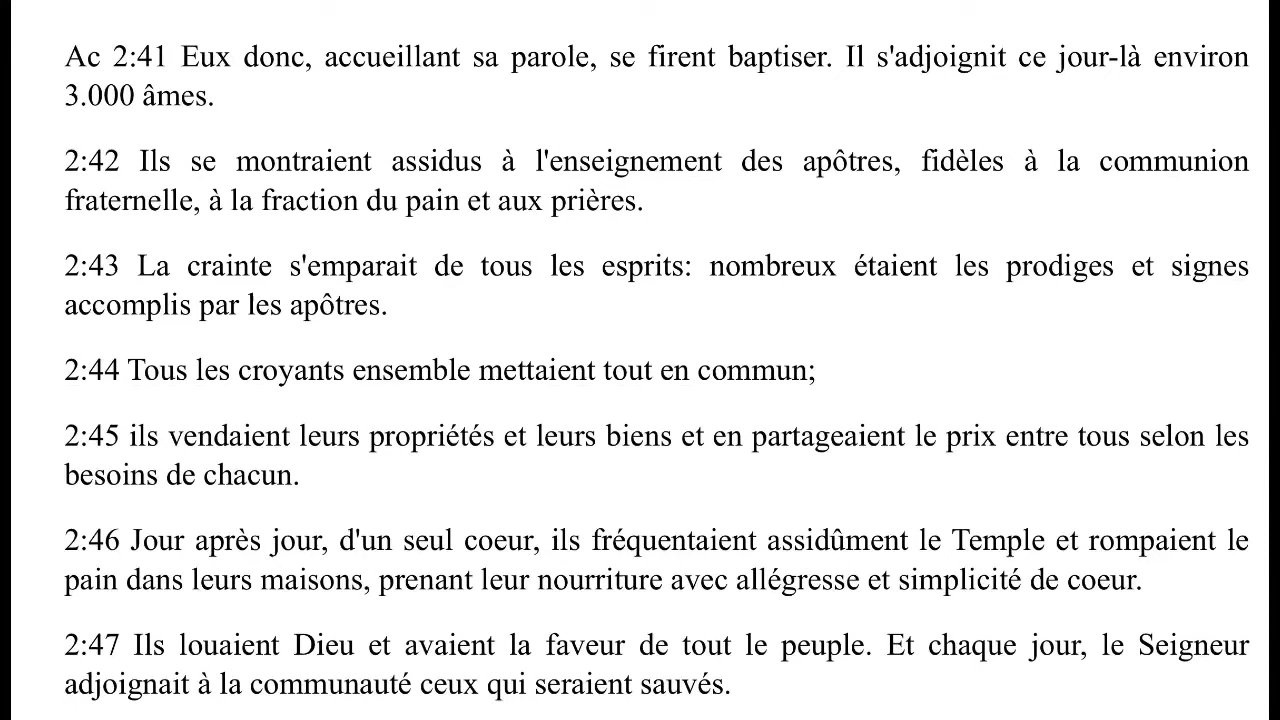 Ac 2:41 Eux donc, accueillant sa parole, se firent baptiser. Il s'adjoignit ce jour-là environ
3.000 âmes.
2:42 Ils se montraient assidus à l'enseignement des apôtres, fidèles à la communion
fraternelle, à la fraction du pain et aux prières.
2:43 La crainte s'emparait de tous les esprits: nombreux étaient les prodiges et signes
accomplis par les apôtres.
2:44 Tous les croyants ensemble mettaient tout en commun;
2:45 ils vendaient leurs propriétés et leurs biens et en partageaient le prix entre tous selon les
besoins de chacun.
2:46 Jour après jour, d'un seul coeur, ils fréquentaient assidûment le Temple et rompaient le
pain dans leurs maisons, prenant leur nourriture avec allégresse et simplicité de coeur.
2:47 Ils louaient Dieu et avaient la faveur de tout le peuple. Et chaque jour, le Seigneur
adjoignait à la communauté ceux qui seraient sauvés.